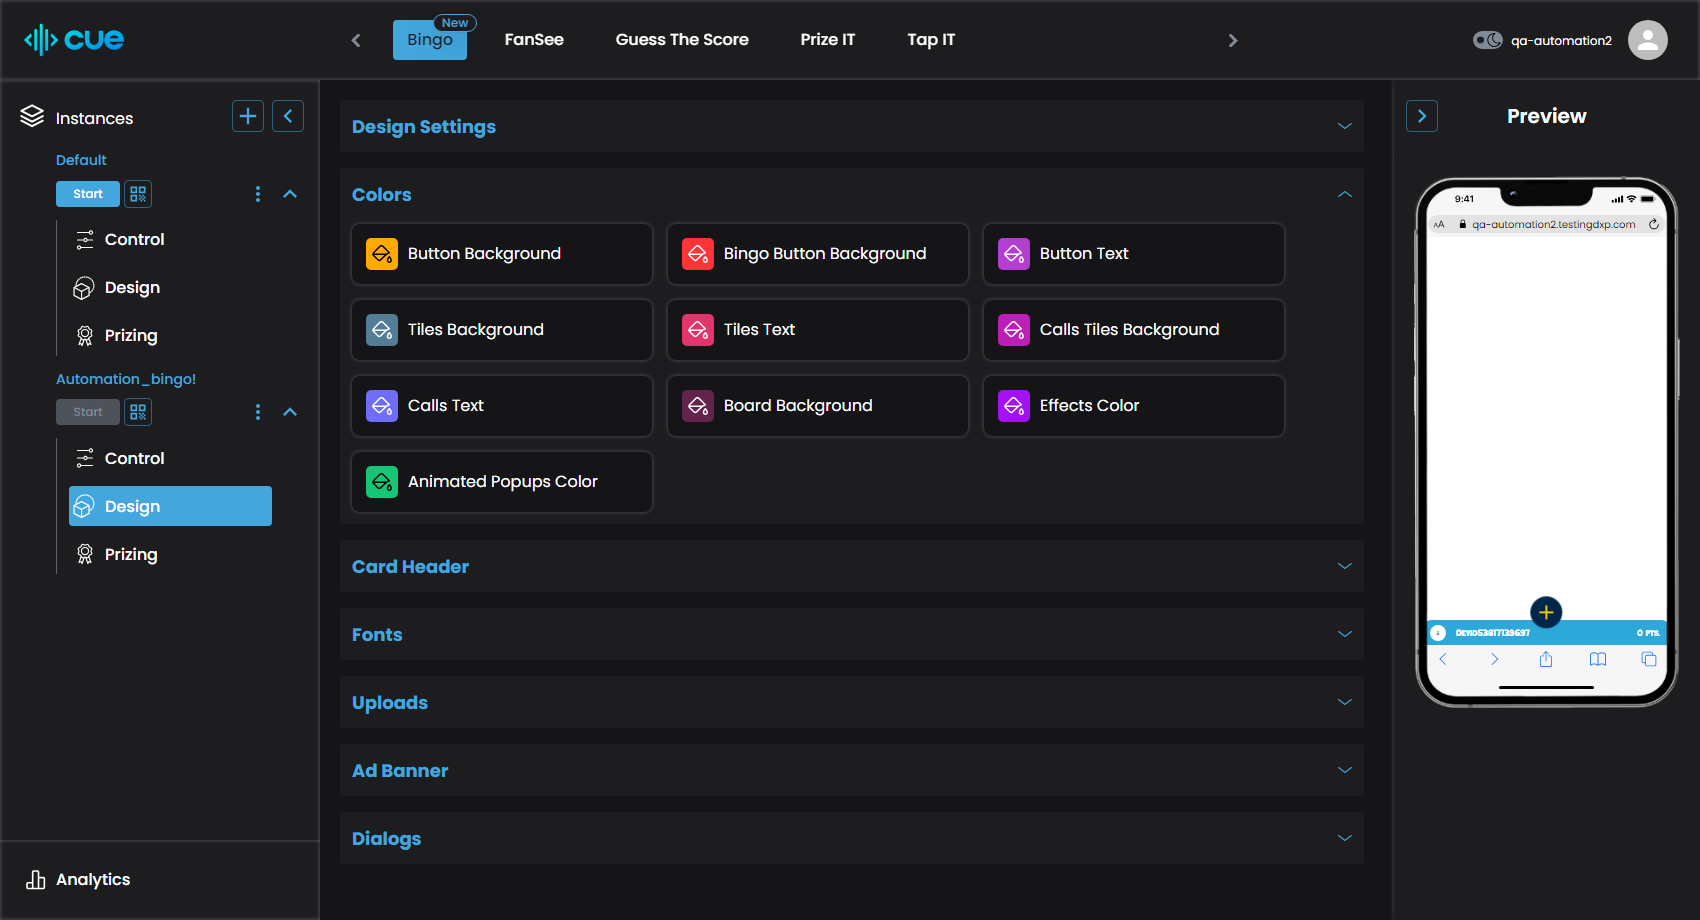 cue
Bingo
New
FanSee
Guess The Score
Prize IT
Tap IT
qa-automation2
Instances
Default
Start
Control
Design
Prizing
Automation_bingo!
Start
Control
Design
Prizing
Analytics
Design Settings
Colors
Button Background
Bingo Button Background
Button Text
Tiles Background
Tiles Text
Calls Tiles Background
Calls Text
Board Background
Effects Color
Animated Popups Color
Card Header
Fonts
Uploads
Ad Banner
Dialogs
Preview
9:41
AA qa-automation2.testingdxp.com
DEVID53817139697 0 PTS.